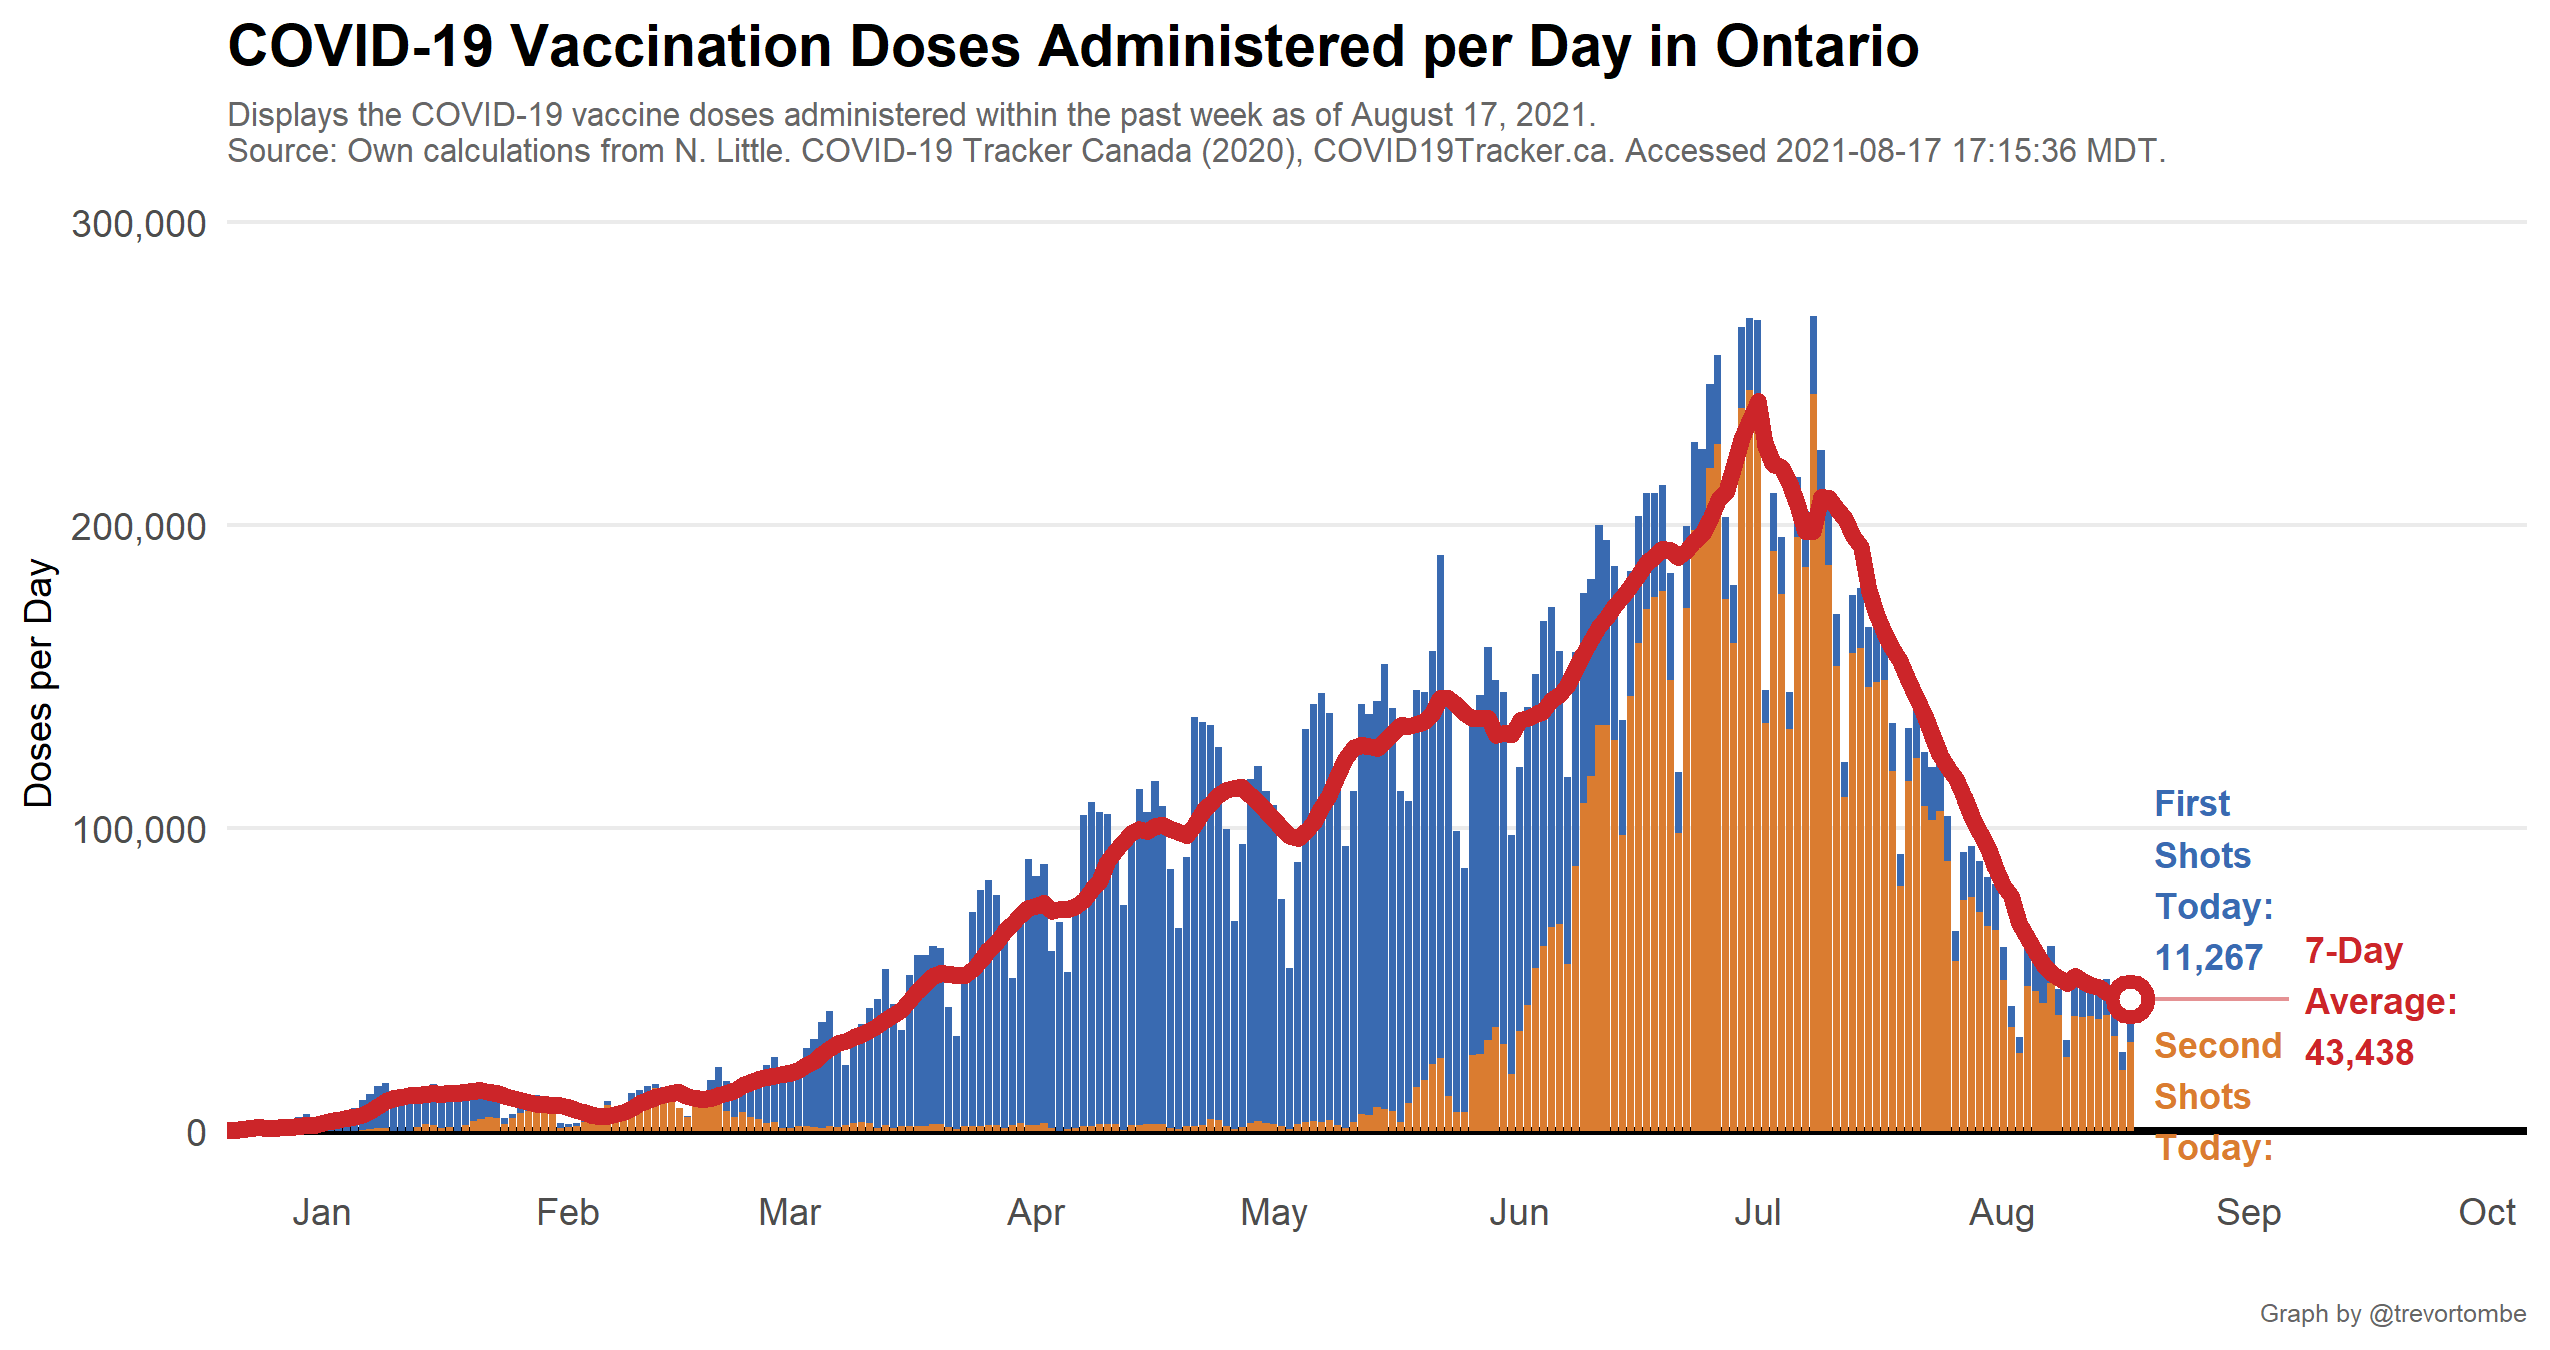 COVID-19 Vaccination Doses Administered per Day in Ontario
Displays the COVID-19 vaccine doses administered within the past week as of August 17, 2021.
Source: Own calculations from N. Little. COVID-19 Tracker Canada (2020), COVID19Tracker.ca. Accessed 2021-08-17 17:15:36 MDT.
Doses per Day
300,000
200,000
100,000
0
First
Shots
Today:
11,267
7-Day
Average:
43,438
Second
Shots
Today:
Jan Feb Mar Apr May Jun Jul Aug Sep Oct
Graph by @trevortombe